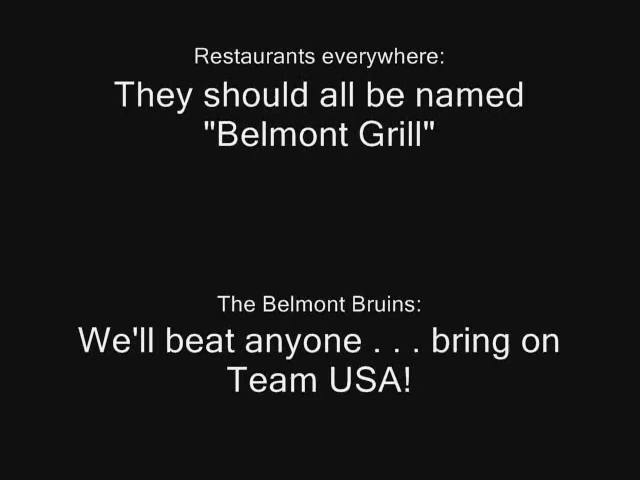 Restaurants everywhere:
They should all be named
"Belmont Grill"
The Belmont Bruins:
We'll beat anyone . . . bring on
Team USA!